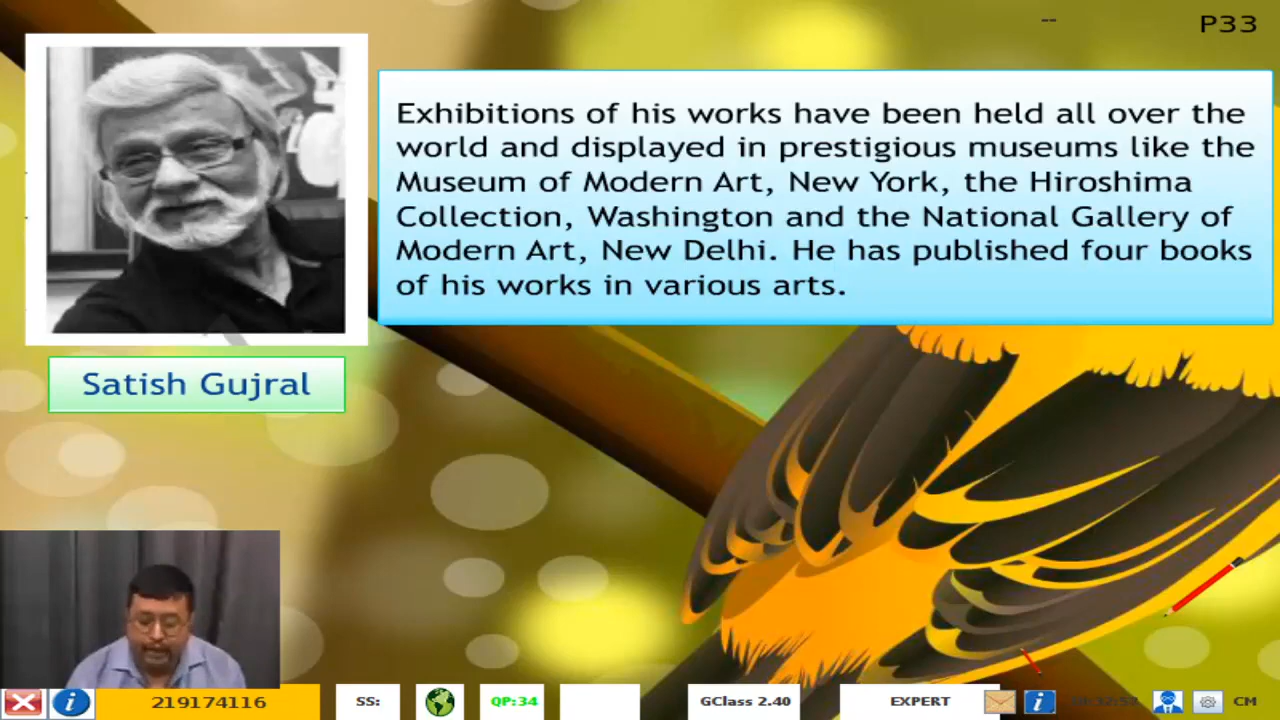 --
P33
Exhibitions of his works have been held all over the
world and displayed in prestigious museums like the
Museum of Modern Art, New York, the Hiroshima
Collection, Washington and the National Gallery of
Modern Art, New Delhi. He has published four books
of his works in various arts.
Satish Gujral
219174116
SS:
QP:34
GClass 2.40
EXPERT
CM